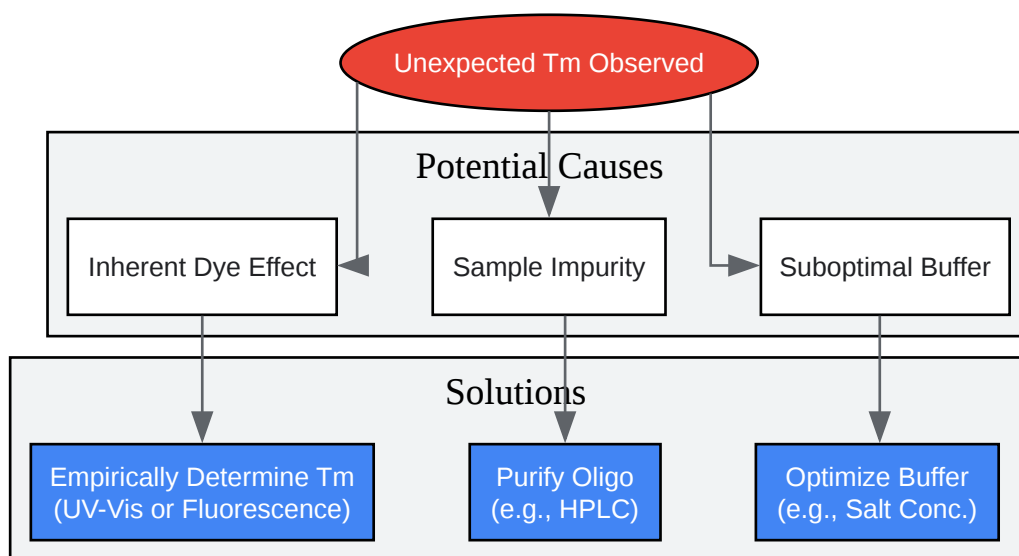 Unexpected Tm Observed
Potential Causes
Inherent Dye Effect
Sample Impurity
Suboptimal Buffer
Solutions
Empirically Determine Tm
(UV-Vis or Fluorescence)
Purify Oligo
(e.g., HPLC)
Optimize Buffer
(e.g., Salt Conc.)